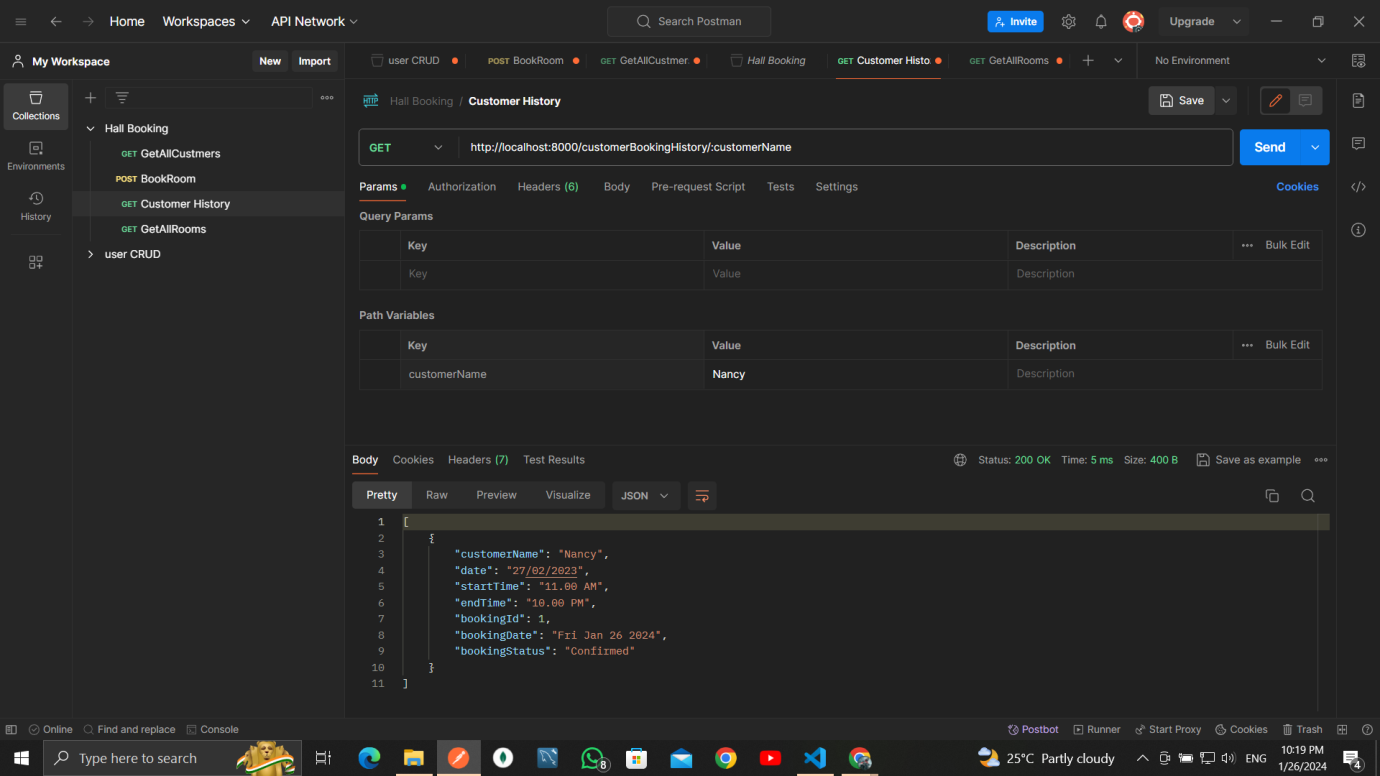 Home Workspaces API Network Search Postman Invite Upgrade
My Workspace New Import user CRUD POST BookRoom GET GetAllCustmer GET Hall Booking GET Customer Histo GET GetAllRooms No Environment
Collections
Environments
History
Hall Booking
GET GetAllCustmers
POST BookRoom
GET Customer History
GET GetAllRooms
user CRUD
HTTP Hall Booking / Customer History Save
GET http://localhost:8000/customerBookingHistory/:customerName Send
Params Authorization Headers (6) Body Pre-request Script Tests Settings Cookies
Query Params
Key Value Description Bulk Edit
Key Value Description
Path Variables
Key Value Description Bulk Edit
customerName Nancy Description
Body Cookies Headers (7) Test Results Status: 200 OK Time: 5 ms Size: 400 B Save as example
Pretty Raw Preview Visualize JSON
1 [
2 {
3 "customerName": "Nancy",
4 "date": "27/02/2023",
5 "startTime": "11.00 AM",
6 "endTime": "10.00 PM",
7 "bookingId": 1,
8 "bookingDate": "Fri Jan 26 2024",
9 "bookingStatus": "Confirmed"
10 }
11 ]
Online Find and replace Console Postbot Runner Start Proxy Cookies Trash
Type here to search 8 25°C Partly cloudy ENG 10:19 PM 4
1/26/2024